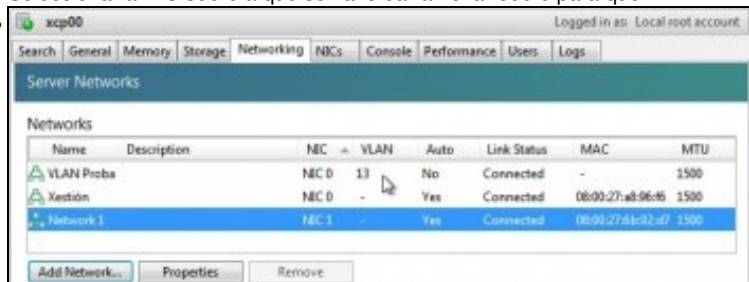 xcp00
Logged in as: Local root account
Search General Memory Storage Networking NICs Console Performance Users Logs
Server Networks
Networks
Name Description NIC VLAN Auto Link Status MAC MTU
VLAN Proba NIC 0 13 No Connected - 1500
Xestión NIC 0 - Yes Connected 08:00:27:a8:96:f6 1500
Network 1 NIC 1 - Yes Connected 08:00:27:6b:92:d7 1500
Add Network... Properties Remove